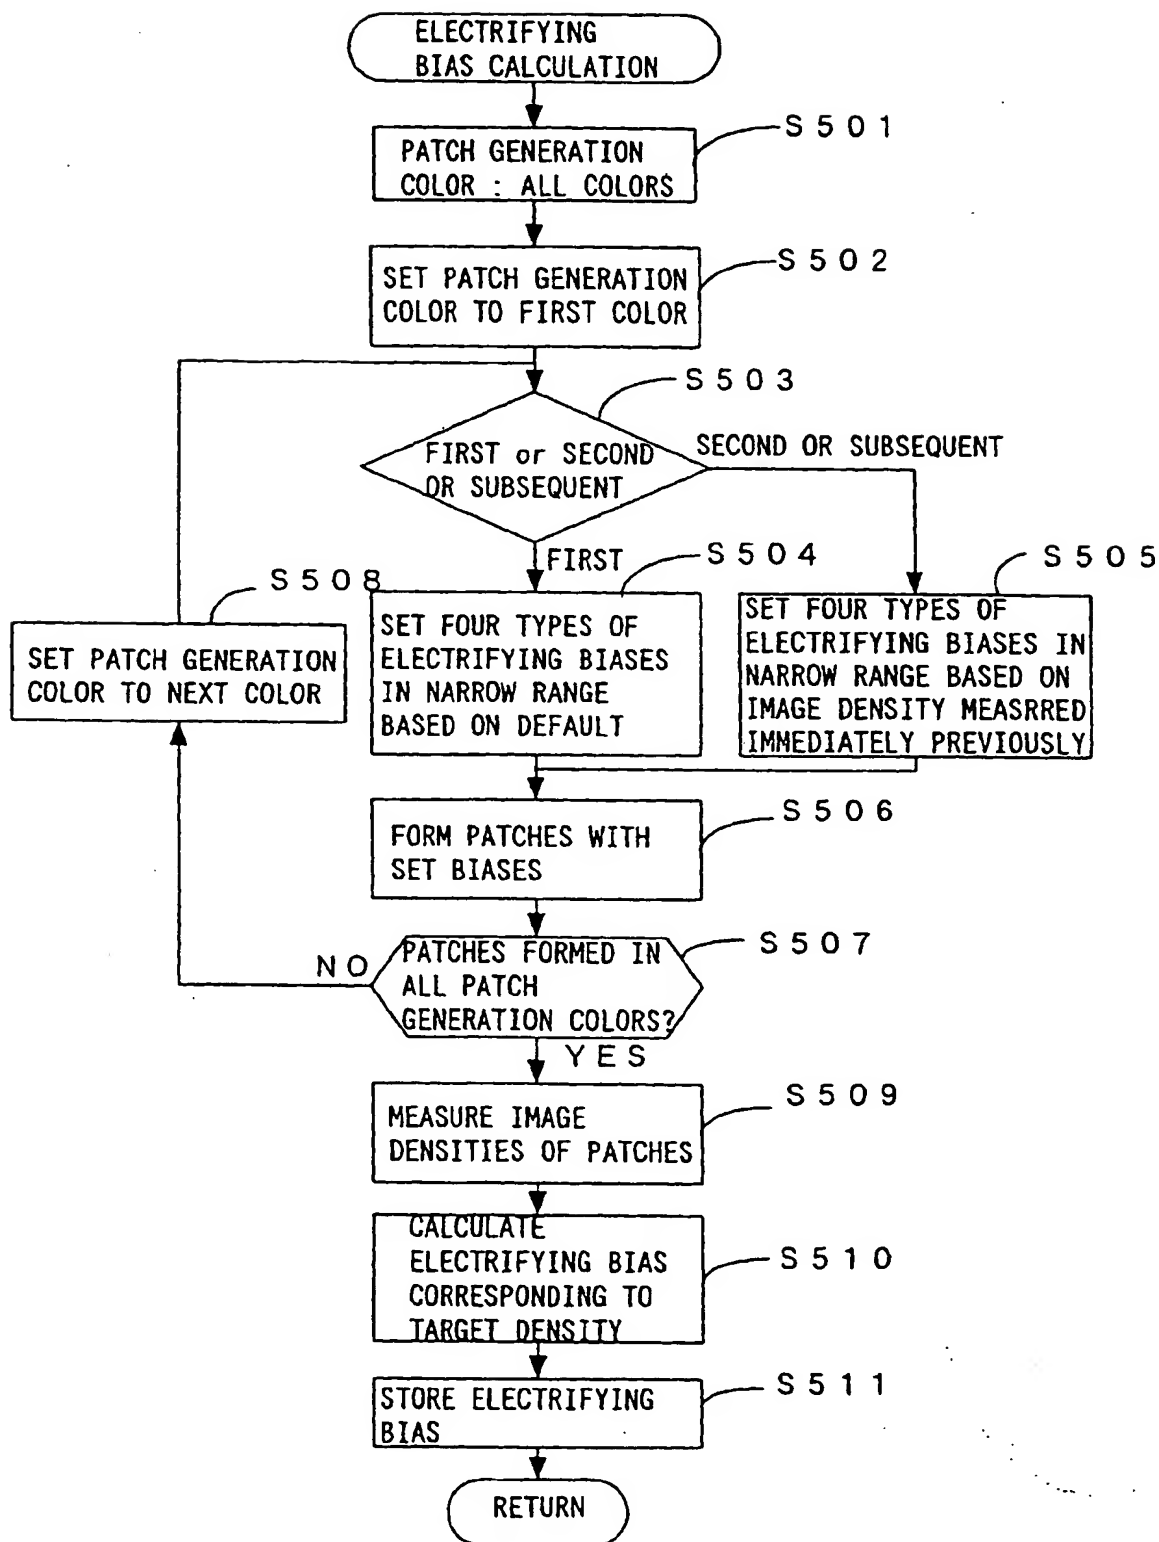 ELECTRIFYING
BIAS CALCULATION
S501
PATCH GENERATION
COLOR : ALL COLORS
S502
SET PATCH GENERATION
COLOR TO FIRST COLOR
S503
FIRST or SECOND
OR SUBSEQUENT
SECOND OR SUBSEQUENT
FIRST
S504
SET FOUR TYPES OF
ELECTRIFYING BIASES
IN NARROW RANGE
BASED ON DEFAULT
S505
SET FOUR TYPES OF
ELECTRIFYING BIASES IN
NARROW RANGE BASED ON
IMAGE DENSITY MEASRRED
IMMEDIATELY PREVIOUSLY
S508
SET PATCH GENERATION
COLOR TO NEXT COLOR
S506
FORM PATCHES WITH
SET BIASES
S507
PATCHES FORMED IN
ALL PATCH
GENERATION COLORS?
NO
YES
S509
MEASURE IMAGE
DENSITIES OF PATCHES
S510
CALCULATE
ELECTRIFYING BIAS
CORRESPONDING TO
TARGET DENSITY
S511
STORE ELECTRIFYING
BIAS
RETURN